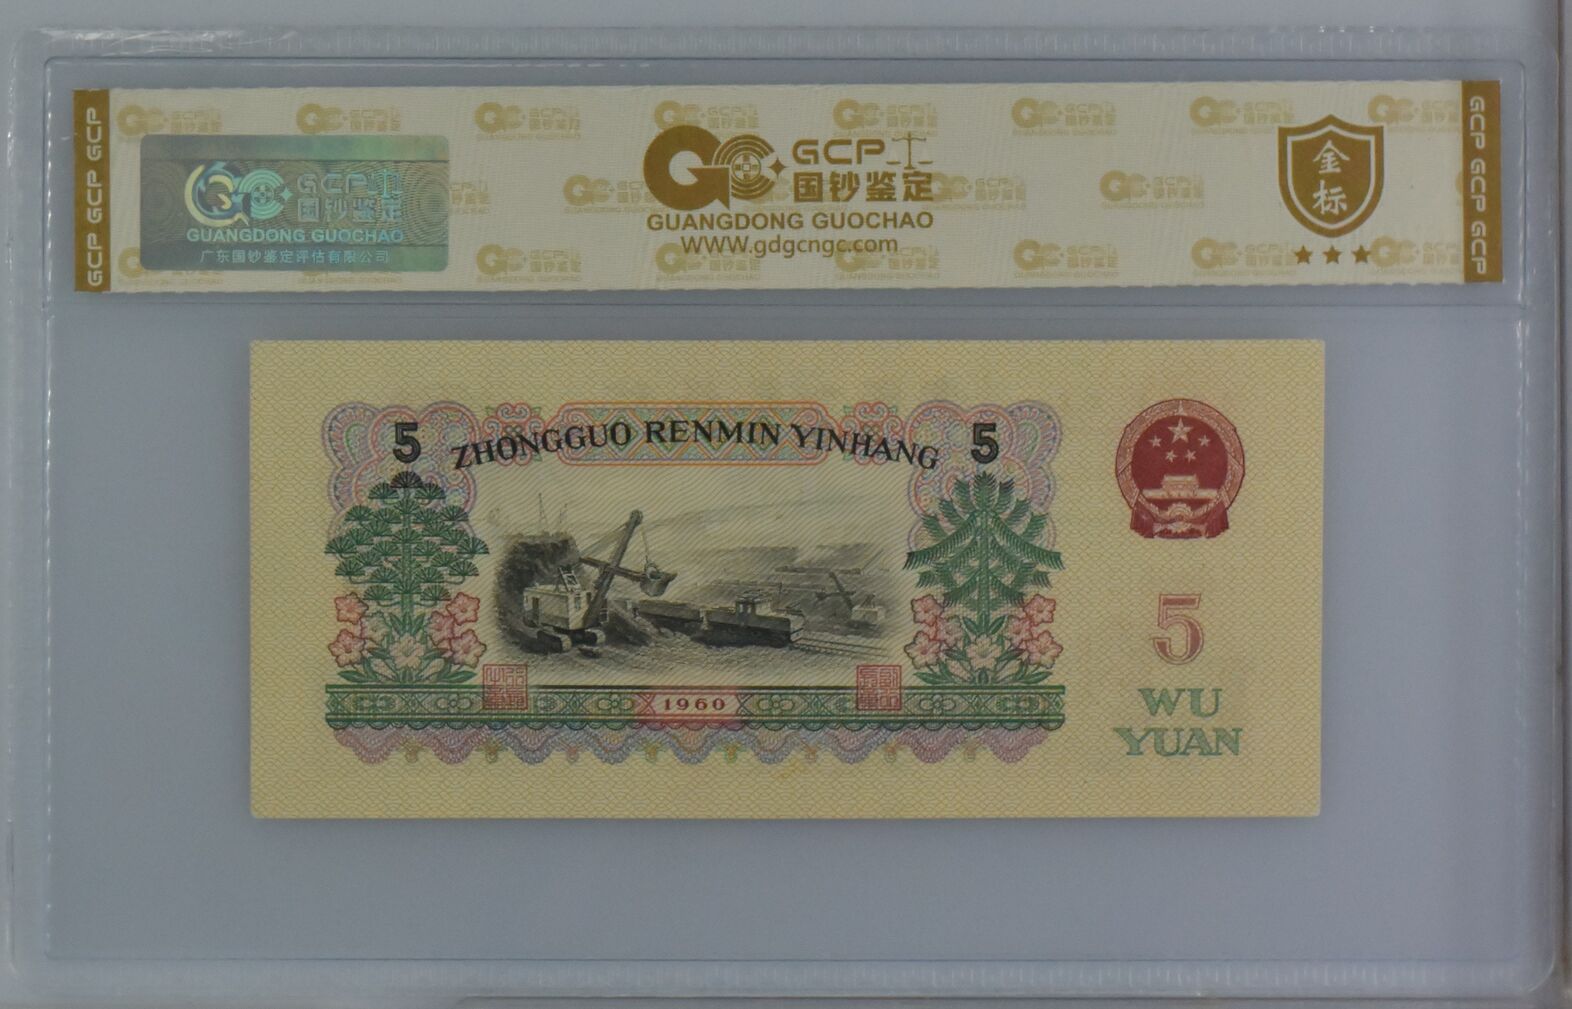 GCP GCP GCP
GCP
国钞鉴定
GUANGDONG GUOCHAO
广东国钞鉴定评估有限公司
GCP
国钞鉴定
GUANGDONG GUOCHAO
WWW.gdgcngc.com
金
标
GCP GCP GCP
5 ZHONGGUO RENMIN YINHANG 5
1960
5
WU
YUAN